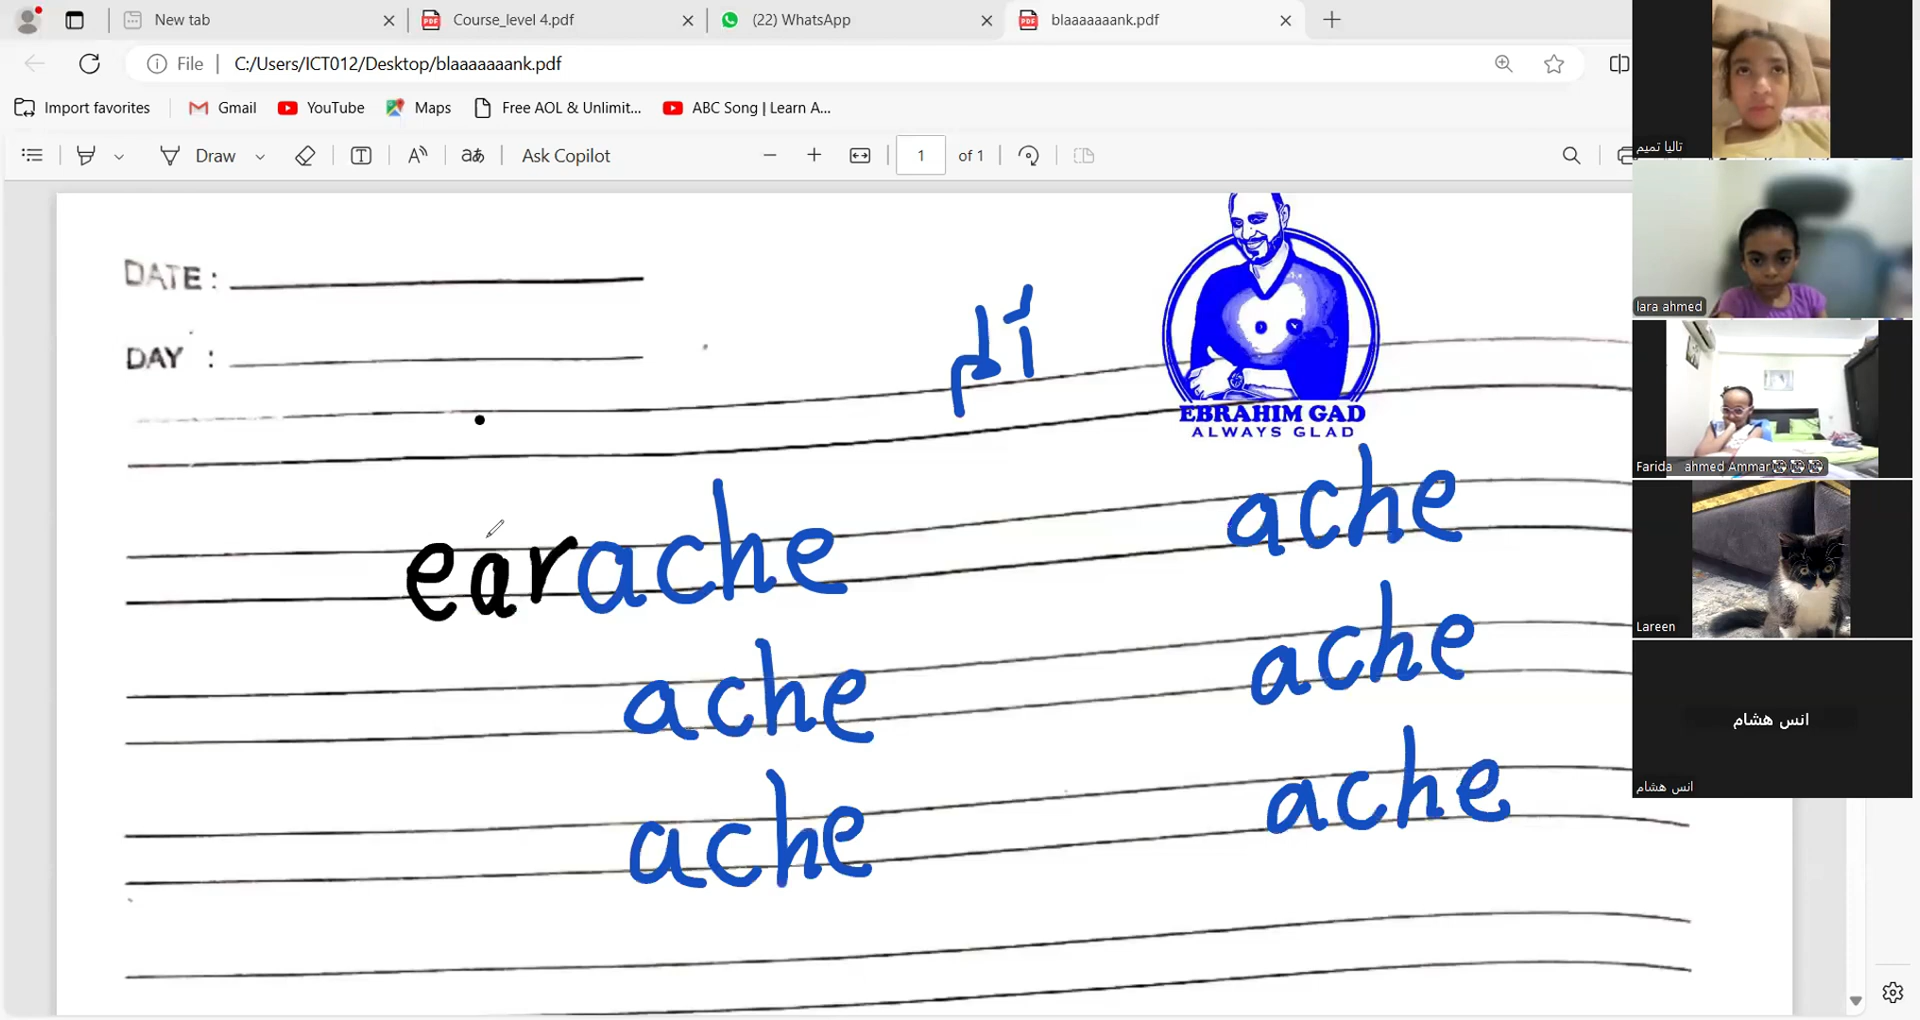 New tab
Course_level 4.pdf
(22) WhatsApp
blaaaaaaank.pdf
File
C:/Users/ICT012/Desktop/blaaaaaaank.pdf
Import favorites
Gmail
YouTube
Maps
Free AOL & Unlimit...
ABC Song | Learn A...
Draw
Ask Copilot
1 of 1
DATE :
DAY :
ألم
EBRAHIM GAD
ALWAYS GLAD
earache ache
ache ache
ache ache
تاليا تميم
lara ahmed
Farida ahmed Ammar
Lareen
انس هشام
انس هشام